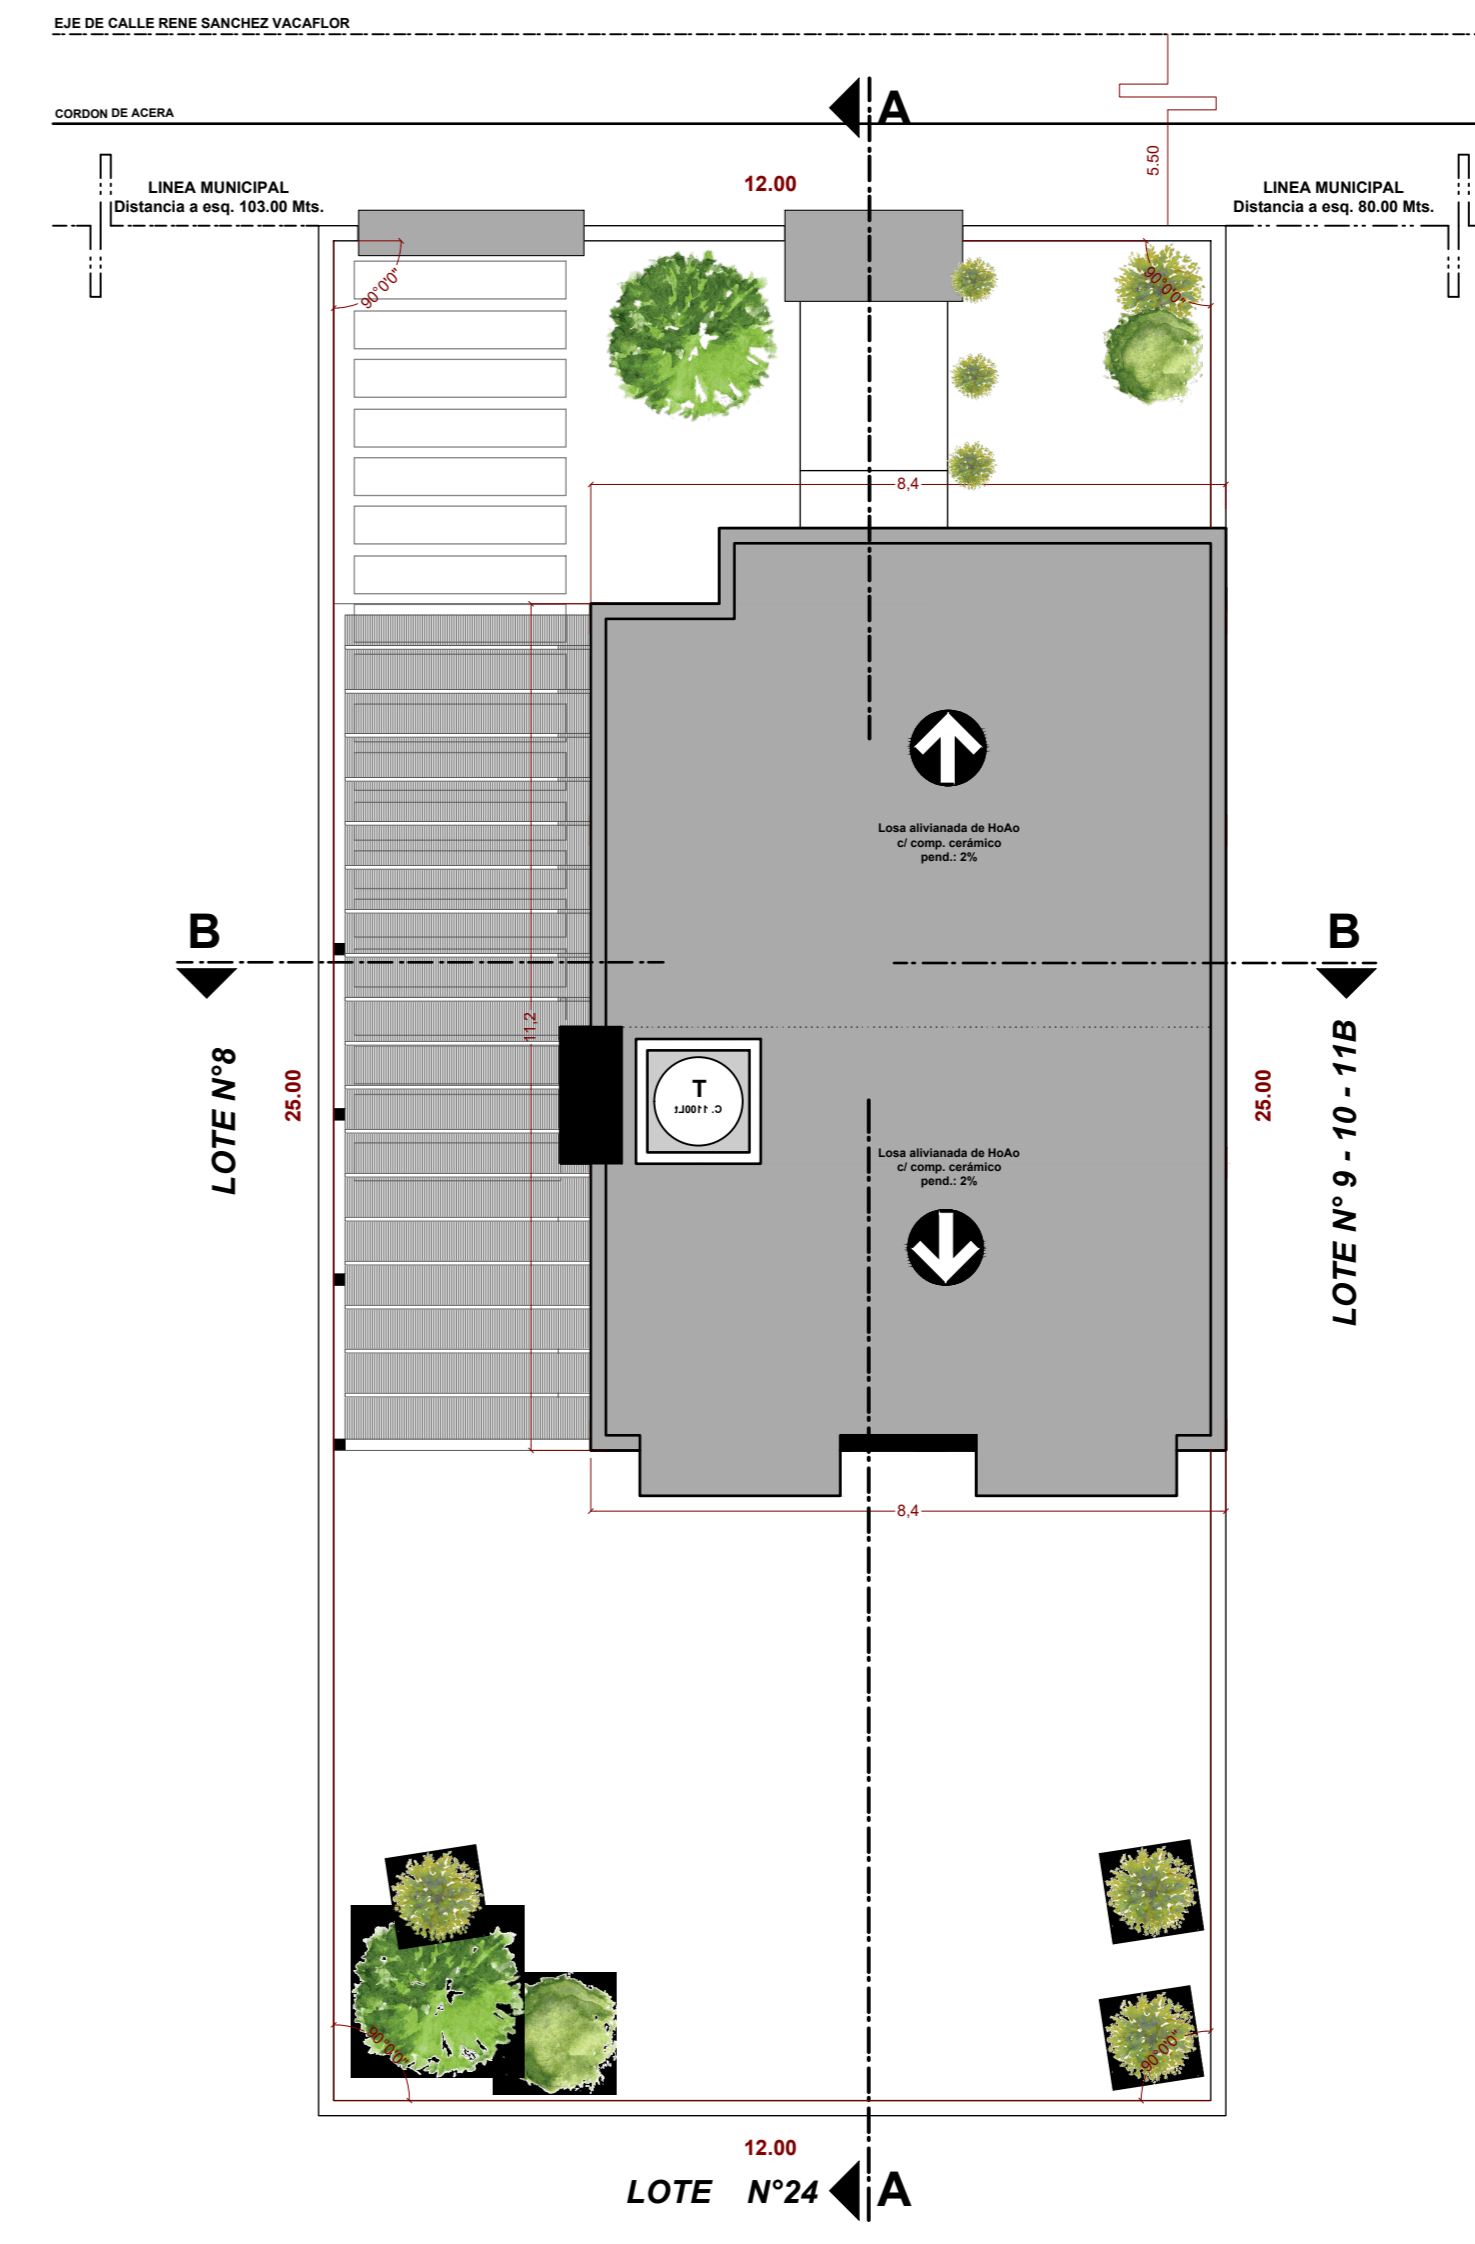 EJE DE CALLE RENE SANCHEZ VACAFLOR
CORDON DE ACERA
A
5.50
12.00
LINEA MUNICIPAL
Distancia a esq. 103.00 Mts.
LINEA MUNICIPAL
Distancia a esq. 80.00 Mts.
90°0'0"
90°0'0"
8,4
Losa alivianada de HoAo
c/ comp. cerámico
pend.: 2%
B
B
11,2
LOTE N°8
25.00
T
C. 1100Lt
25.00
LOTE N° 9 - 10 - 11B
Losa alivianada de HoAo
c/ comp. cerámico
pend.: 2%
8,4
90°0'0"
90°0'0"
12.00
LOTE N°24
A